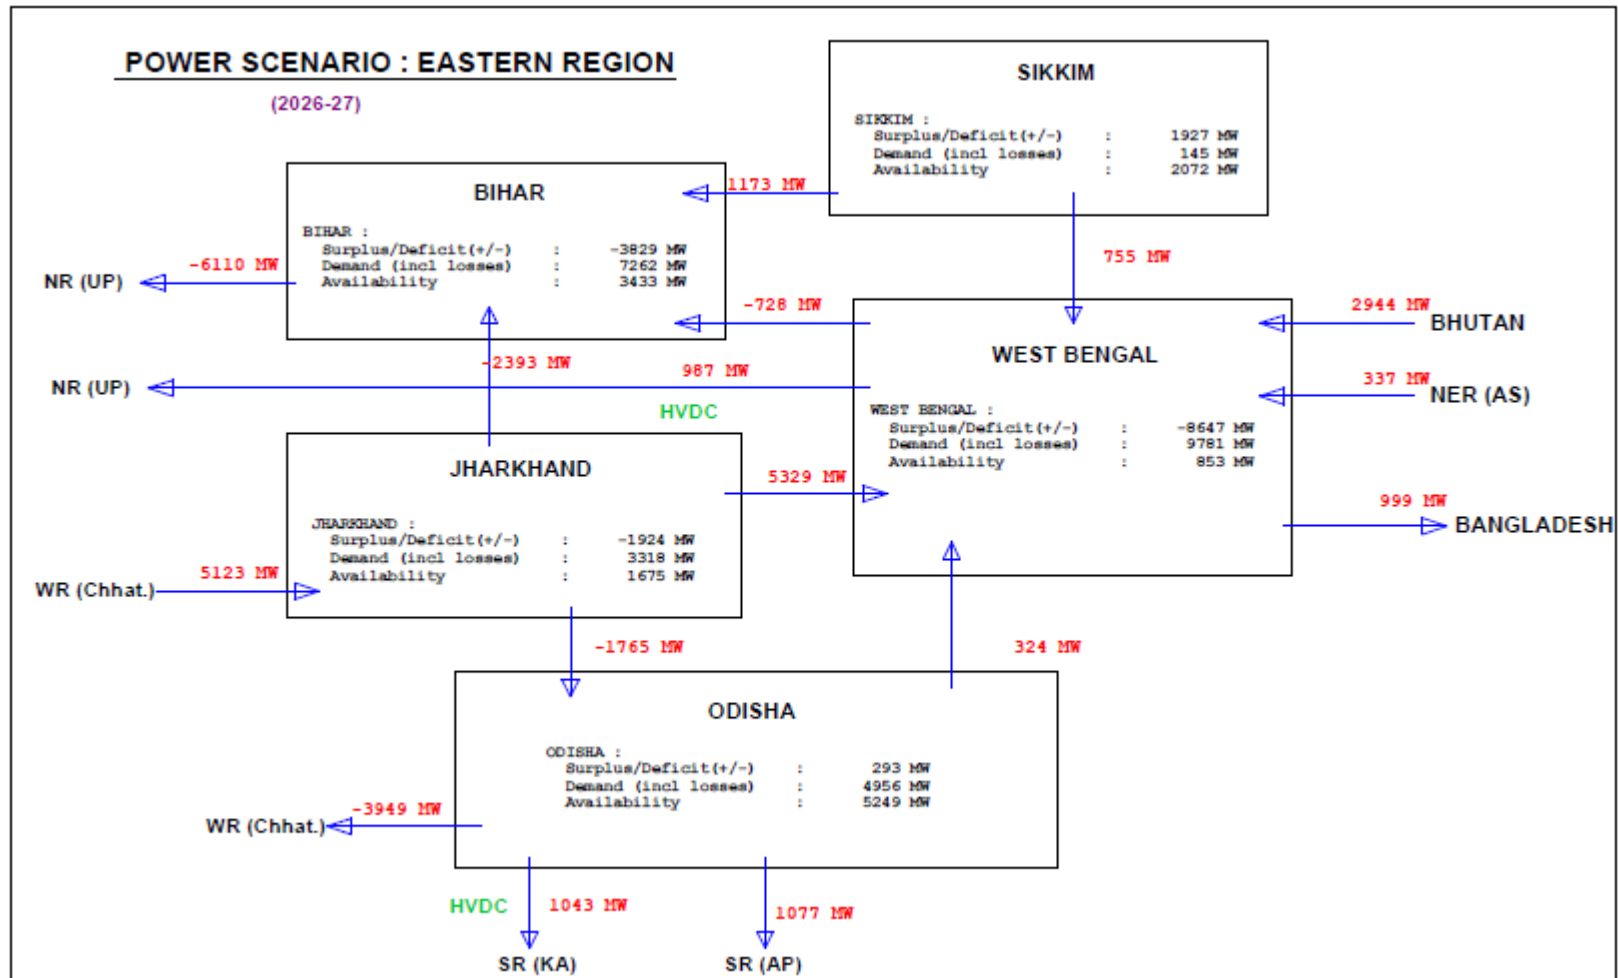 POWER SCENARIO : EASTERN REGION
(2026-27)
SIKKIM
SIKKIM :
Surplus/Deficit(+/-) : 1927 MW
Demand (incl losses) : 145 MW
Availability : 2072 MW
1173 MW
755 MW
BIHAR
BIHAR :
Surplus/Deficit(+/-) : -3829 MW
Demand (incl losses) : 7262 MW
Availability : 3433 MW
-6110 MW
NR (UP)
-728 MW
2944 MW
BHUTAN
-2393 MW
987 MW
NR (UP)
HVDC
WEST BENGAL
WEST BENGAL :
Surplus/Deficit(+/-) : -8647 MW
Demand (incl losses) : 9781 MW
Availability : 853 MW
337 MW
NER (AS)
999 MW
BANGLADESH
JHARKHAND
JHARKHAND :
Surplus/Deficit(+/-) : -1924 MW
Demand (incl losses) : 3318 MW
Availability : 1675 MW
5329 MW
5123 MW
WR (Chhat.)
-1765 MW
324 MW
ODISHA
ODISHA :
Surplus/Deficit(+/-) : 293 MW
Demand (incl losses) : 4956 MW
Availability : 5249 MW
-3949 MW
WR (Chhat.)
HVDC
1043 MW
1077 MW
SR (KA)
SR (AP)